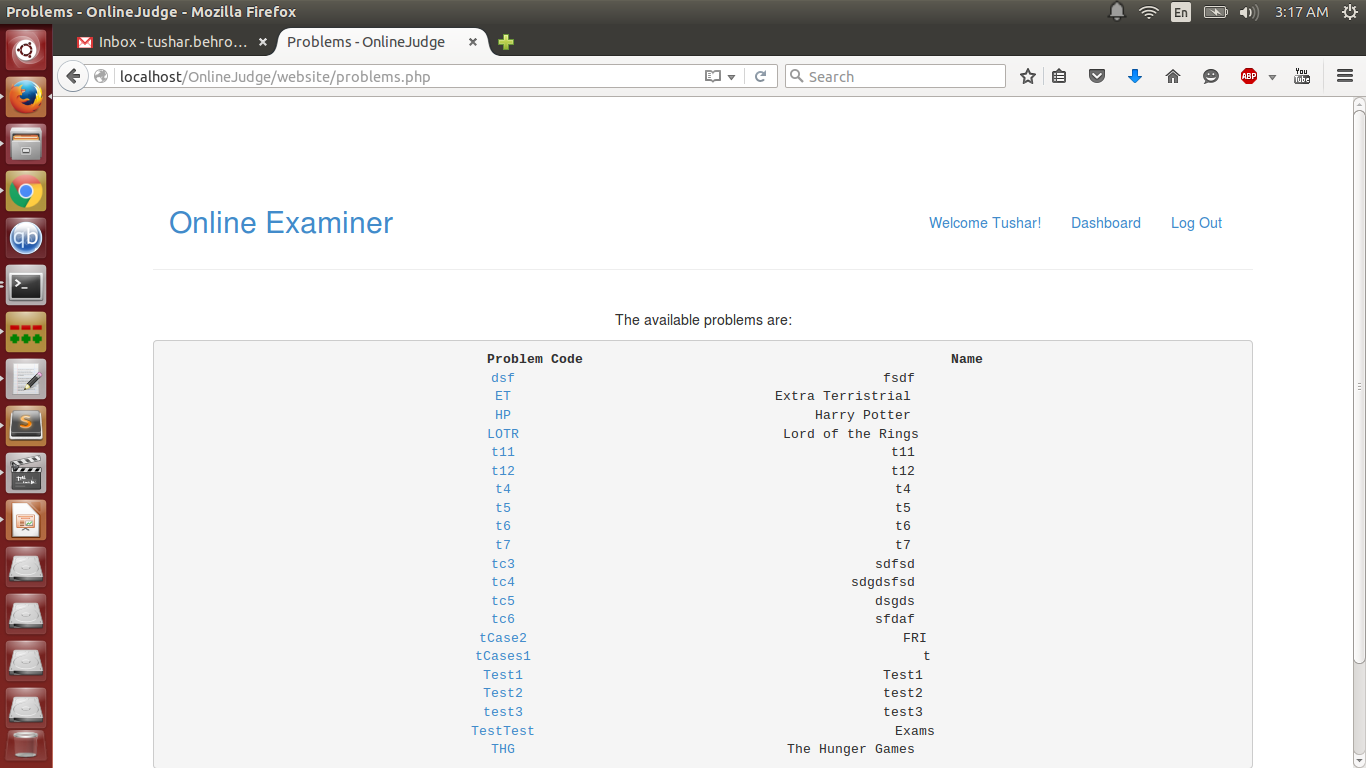 Problems - OnlineJudge - Mozilla Firefox En 3:17 AM
Inbox - tushar.behro... × Problems - OnlineJudge ×
localhost/OnlineJudge/website/problems.php Search ABP You Tube
Online Examiner Welcome Tushar! Dashboard Log Out
The available problems are:
Problem Code Name
dsf fsdf
ET Extra Terristrial
HP Harry Potter
LOTR Lord of the Rings
t11 t11
t12 t12
t4 t4
t5 t5
t6 t6
t7 t7
tc3 sdfsd
tc4 sdgdsfsd
tc5 dsgds
tc6 sfdaf
tCase2 FRI
tCases1 t
Test1 Test1
Test2 test2
test3 test3
TestTest Exams
THG The Hunger Games
qb
>_
S